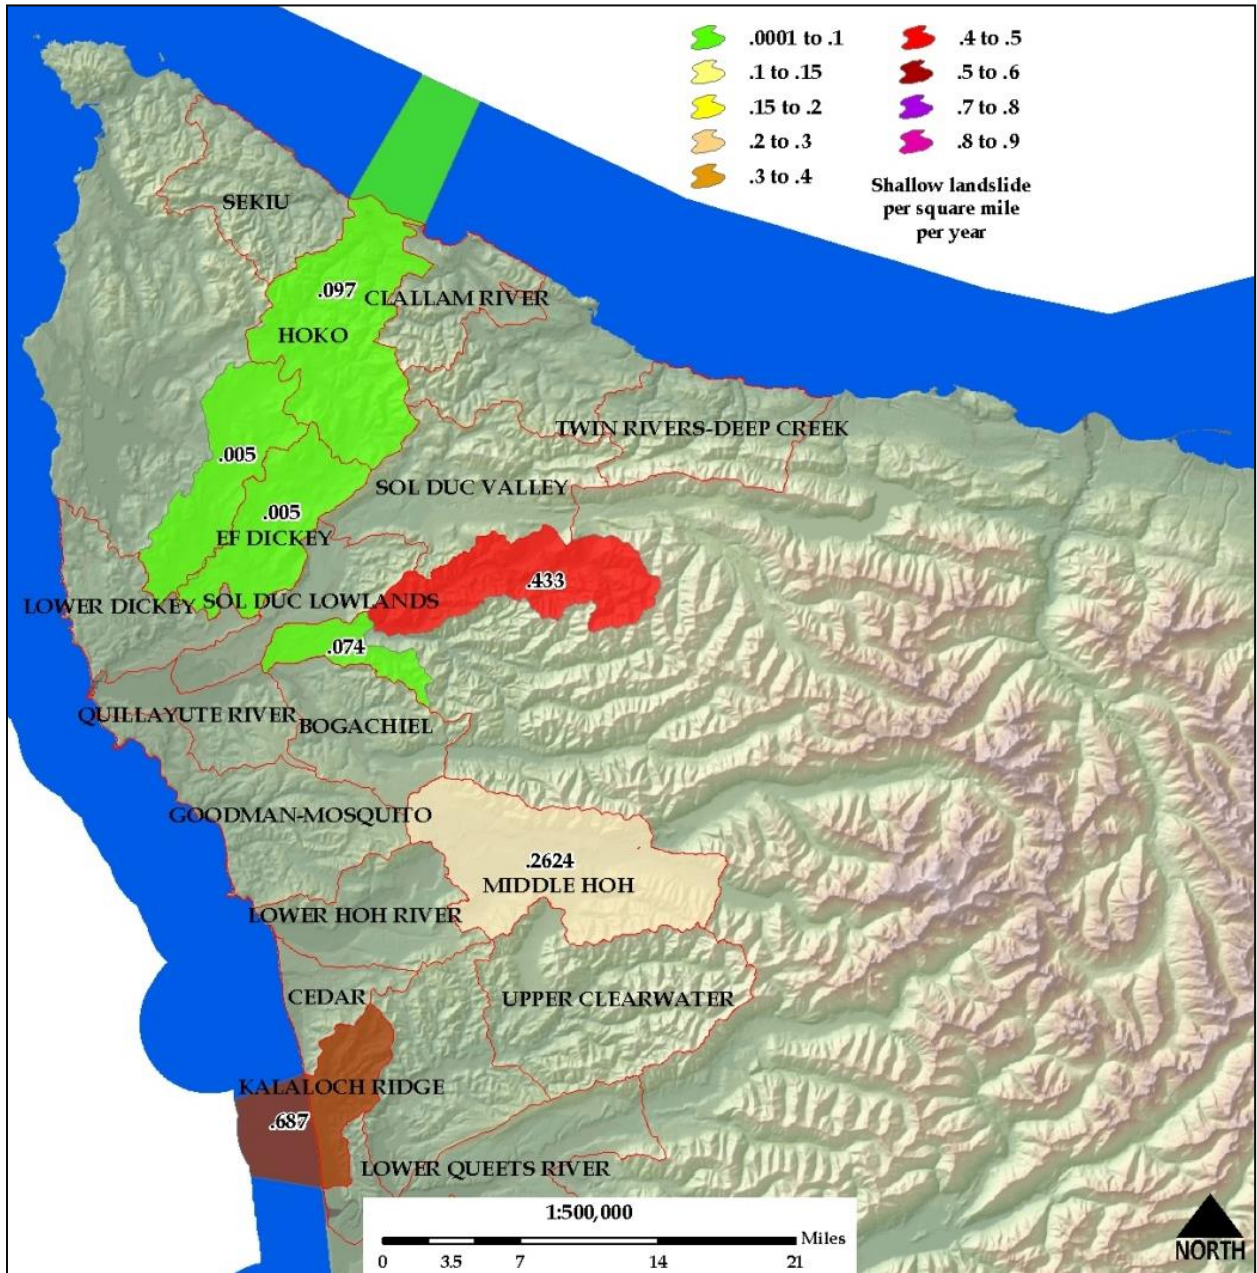 .0001 to .1
.1 to .15
.15 to .2
.2 to .3
.3 to .4
.4 to .5
.5 to .6
.7 to .8
.8 to .9
Shallow landslide
per square mile
per year
SEKIU
.097
CLALLAM RIVER
HOKO
TWIN RIVERS-DEEP CREEK
.005
SOL DUC VALLEY
.005
EF DICKEY
.433
LOWER DICKEY
SOL DUC LOWLANDS
.074
QUILLAYUTE RIVER
BOGACHIEL
GOODMAN-MOSQUITO
.2624
MIDDLE HOH
LOWER HOH RIVER
CEDAR
UPPER CLEARWATER
KALALOCH RIDGE
.687
LOWER QUEETS RIVER
1:500,000
Miles
0 3.5 7 14 21
NORTH